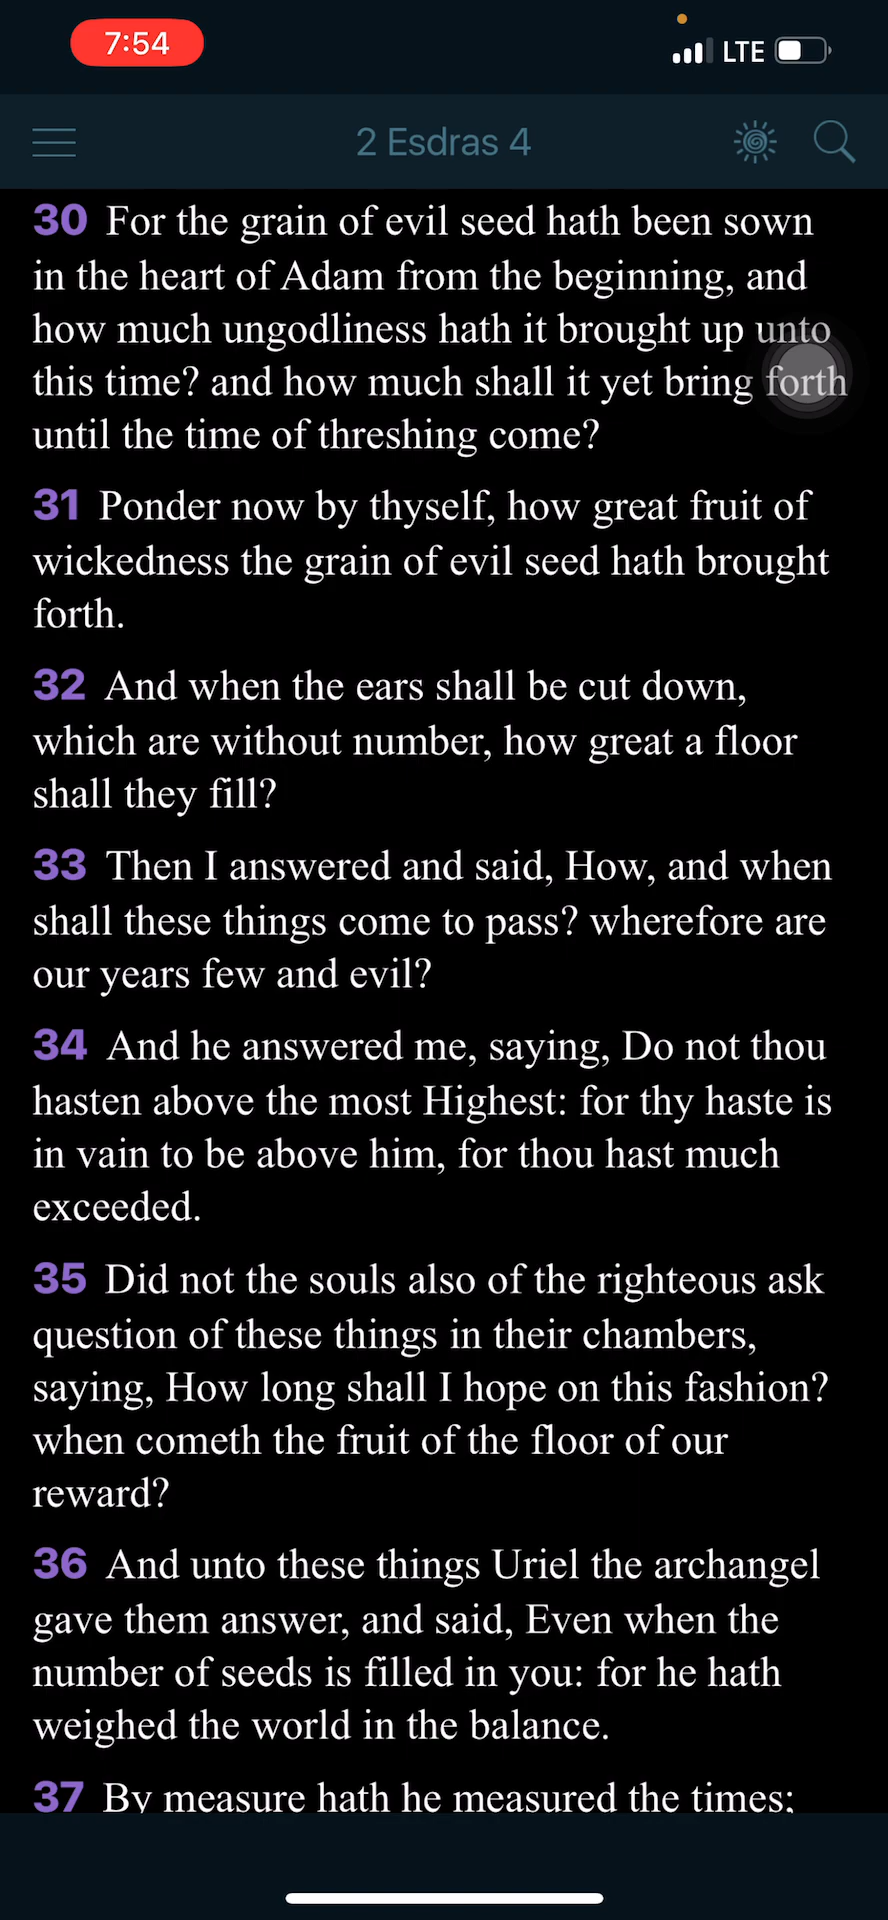 7:54
LTE
2 Esdras 4
30 For the grain of evil seed hath been sown
in the heart of Adam from the beginning, and
how much ungodliness hath it brought up unto
this time? and how much shall it yet bring forth
until the time of threshing come?
31 Ponder now by thyself, how great fruit of
wickedness the grain of evil seed hath brought
forth.
32 And when the ears shall be cut down,
which are without number, how great a floor
shall they fill?
33 Then I answered and said, How, and when
shall these things come to pass? wherefore are
our years few and evil?
34 And he answered me, saying, Do not thou
hasten above the most Highest: for thy haste is
in vain to be above him, for thou hast much
exceeded.
35 Did not the souls also of the righteous ask
question of these things in their chambers,
saying, How long shall I hope on this fashion?
when cometh the fruit of the floor of our
reward?
36 And unto these things Uriel the archangel
gave them answer, and said, Even when the
number of seeds is filled in you: for he hath
weighed the world in the balance.
37 By measure hath he measured the times;